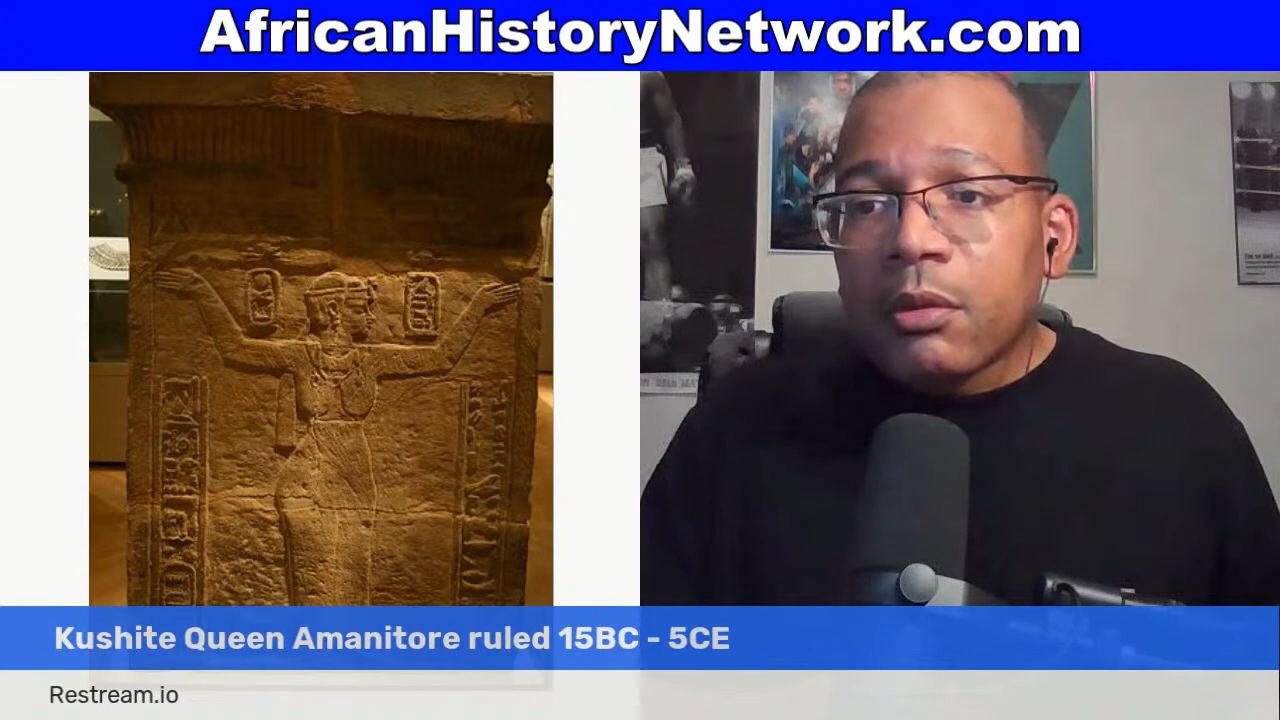 AfricanHistoryNetwork.com
Kushite Queen Amanitore ruled 15BC - 5CE
Restream.io